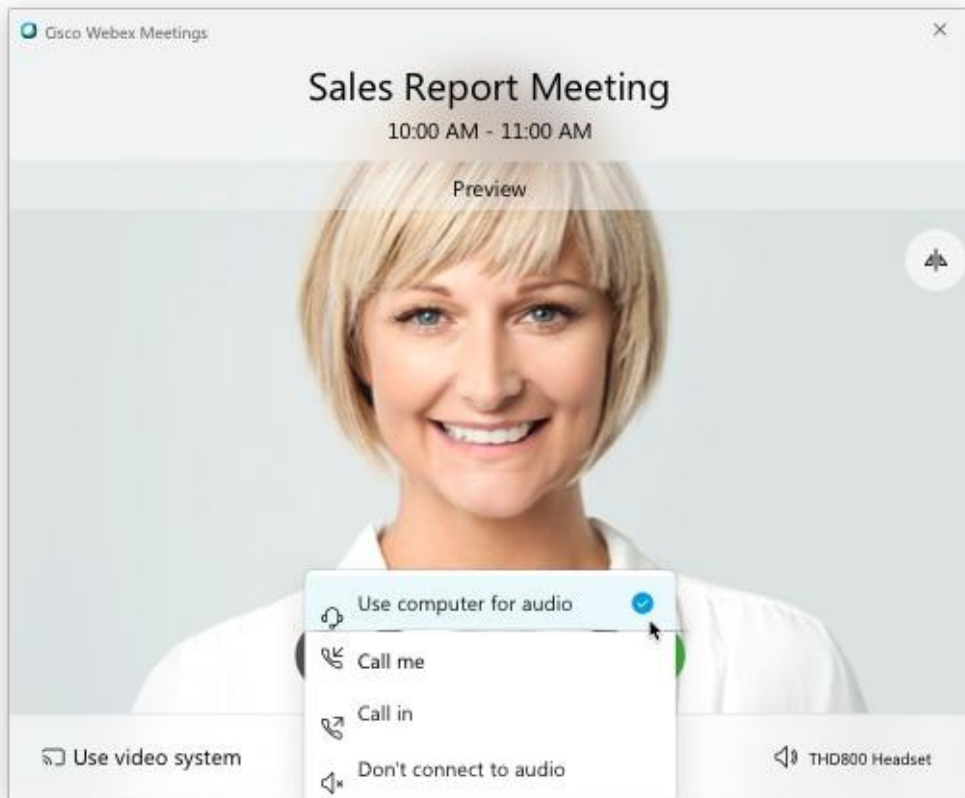 Cisco Webex Meetings
Sales Report Meeting
10:00 AM - 11:00 AM
Preview
Use computer for audio
Call me
Call in
Don't connect to audio
Use video system
THD800 Headset